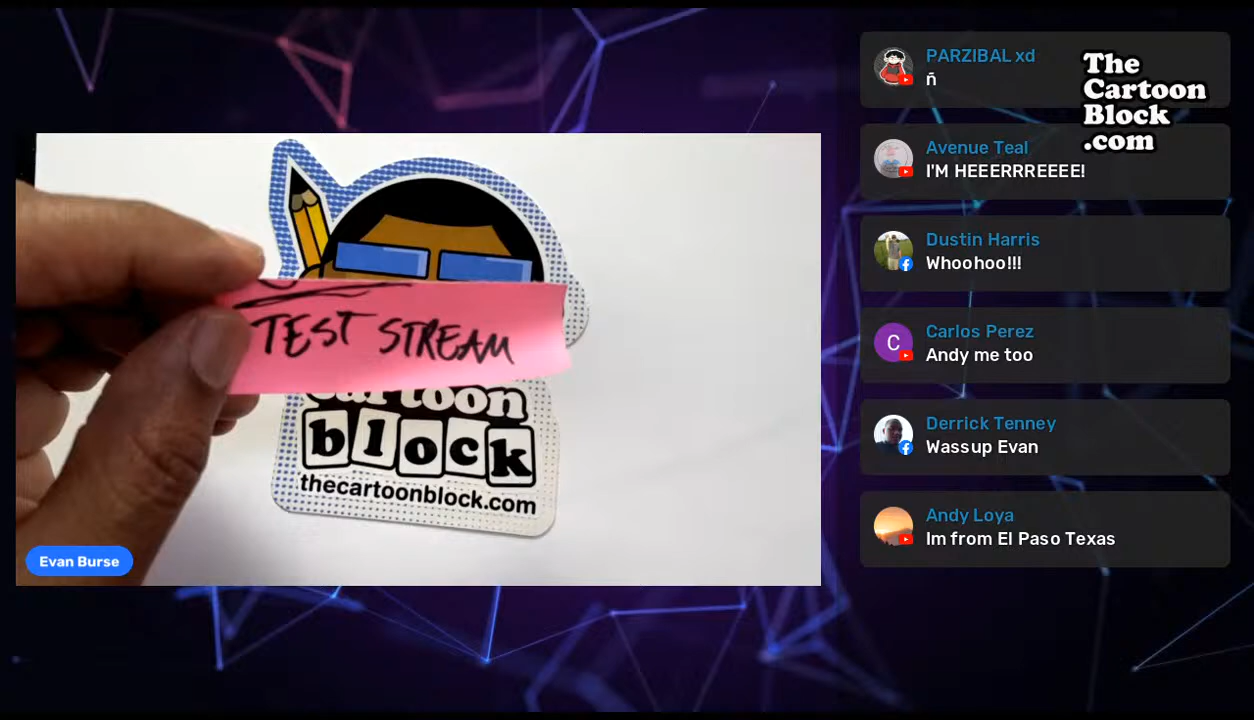 TEST STREAM
cartoon
block
thecartoonblock.com
Evan Burse
PARZIBAL xd
ñ
The
Cartoon
Block
.com
Avenue Teal
I'M HEEERRREEEE!
Dustin Harris
Whoohoo!!!
C
Carlos Perez
Andy me too
Derrick Tenney
Wassup Evan
Andy Loya
Im from El Paso Texas